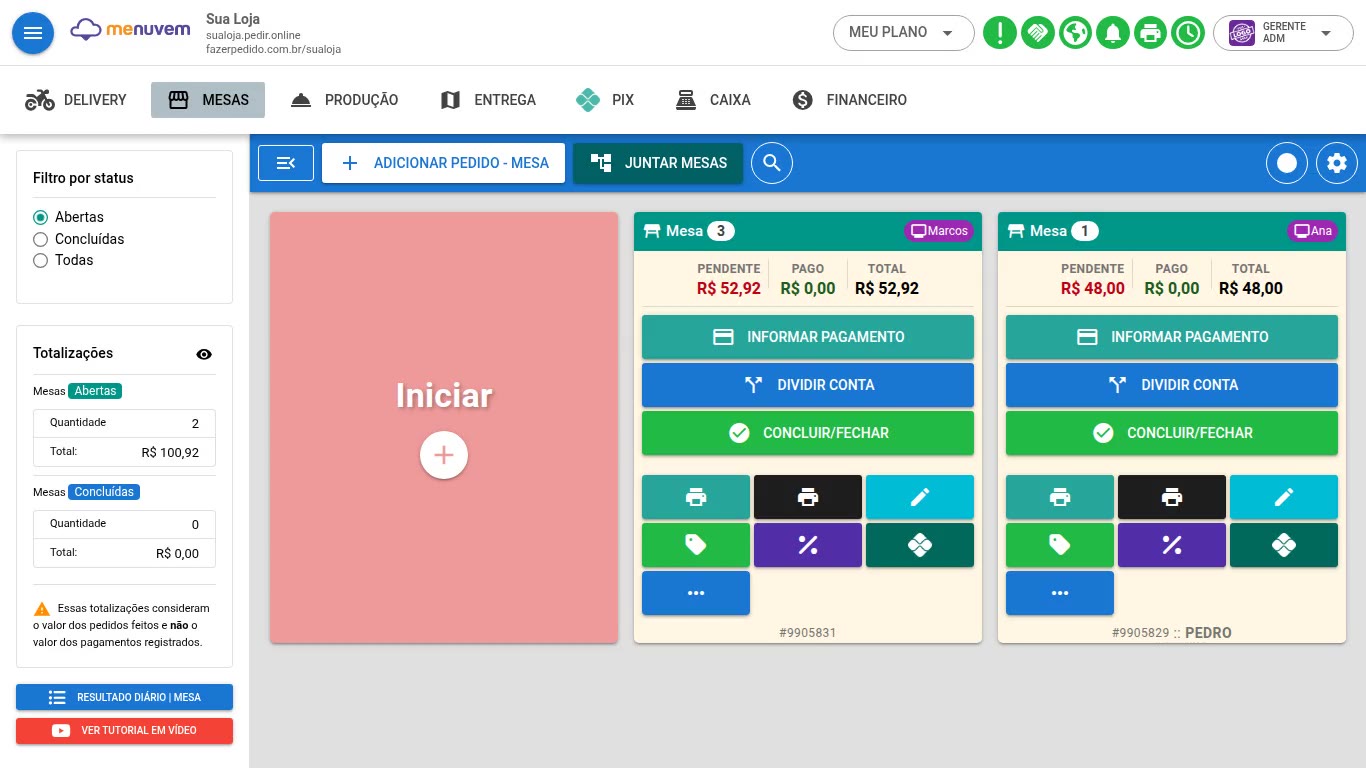 menuvem
Sua Loja
sualoja.pedir.online
fazerpedido.com.br/sualoja
MEU PLANO
GERENTE
ADM
DELIVERY
MESAS
PRODUÇÃO
ENTREGA
PIX
CAIXA
FINANCEIRO
Filtro por status
Abertas
Concluídas
Todas
Totalizações
Mesas Abertas
Quantidade 2
Total: R$ 100,92
Mesas Concluídas
Quantidade 0
Total: R$ 0,00
Essas totalizações consideram
o valor dos pedidos feitos e não o
valor dos pagamentos registrados.
RESULTADO DIÁRIO | MESA
VER TUTORIAL EM VÍDEO
ADICIONAR PEDIDO - MESA
JUNTAR MESAS
Iniciar
Mesa 3
Marcos
PENDENTE PAGO TOTAL
R$ 52,92 R$ 0,00 R$ 52,92
INFORMAR PAGAMENTO
DIVIDIR CONTA
CONCLUIR/FECHAR
#9905831
Mesa 1
Ana
PENDENTE PAGO TOTAL
R$ 48,00 R$ 0,00 R$ 48,00
INFORMAR PAGAMENTO
DIVIDIR CONTA
CONCLUIR/FECHAR
#9905829 :: PEDRO